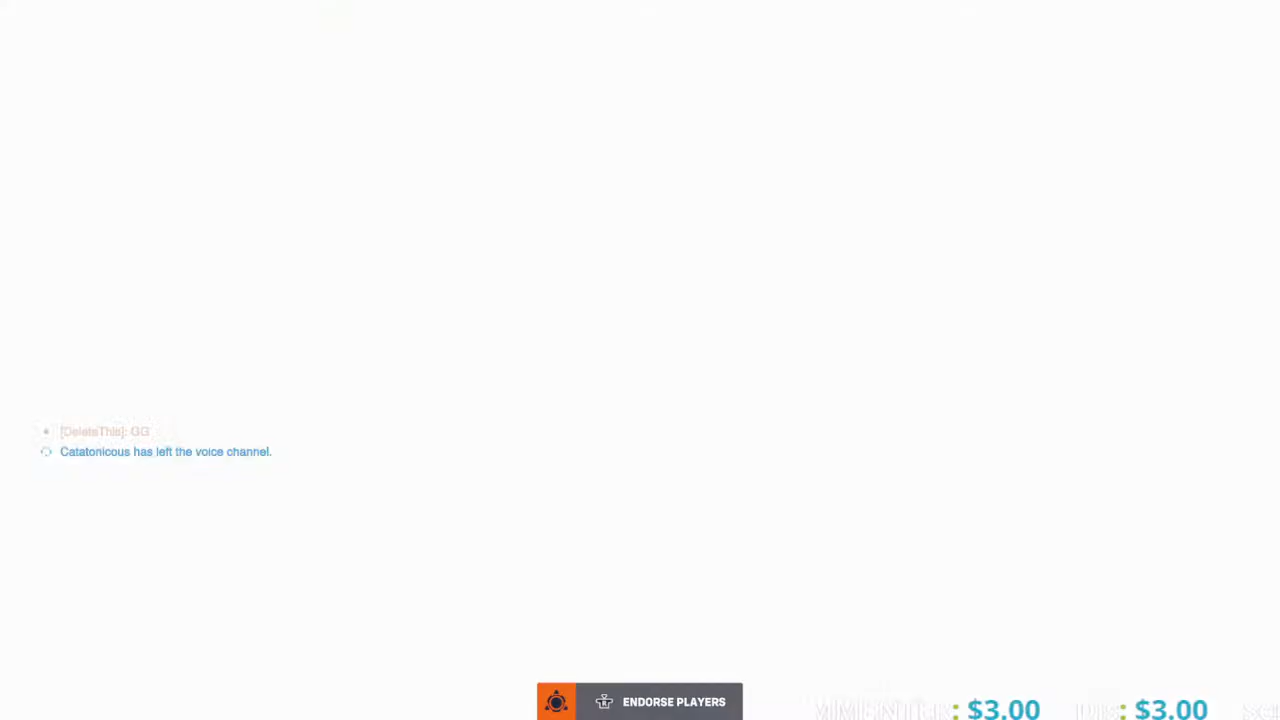 [DeleteThis]: GG
Catatonicous has left the voice channel.
ENDORSE PLAYERS
: $3.00 : $3.00